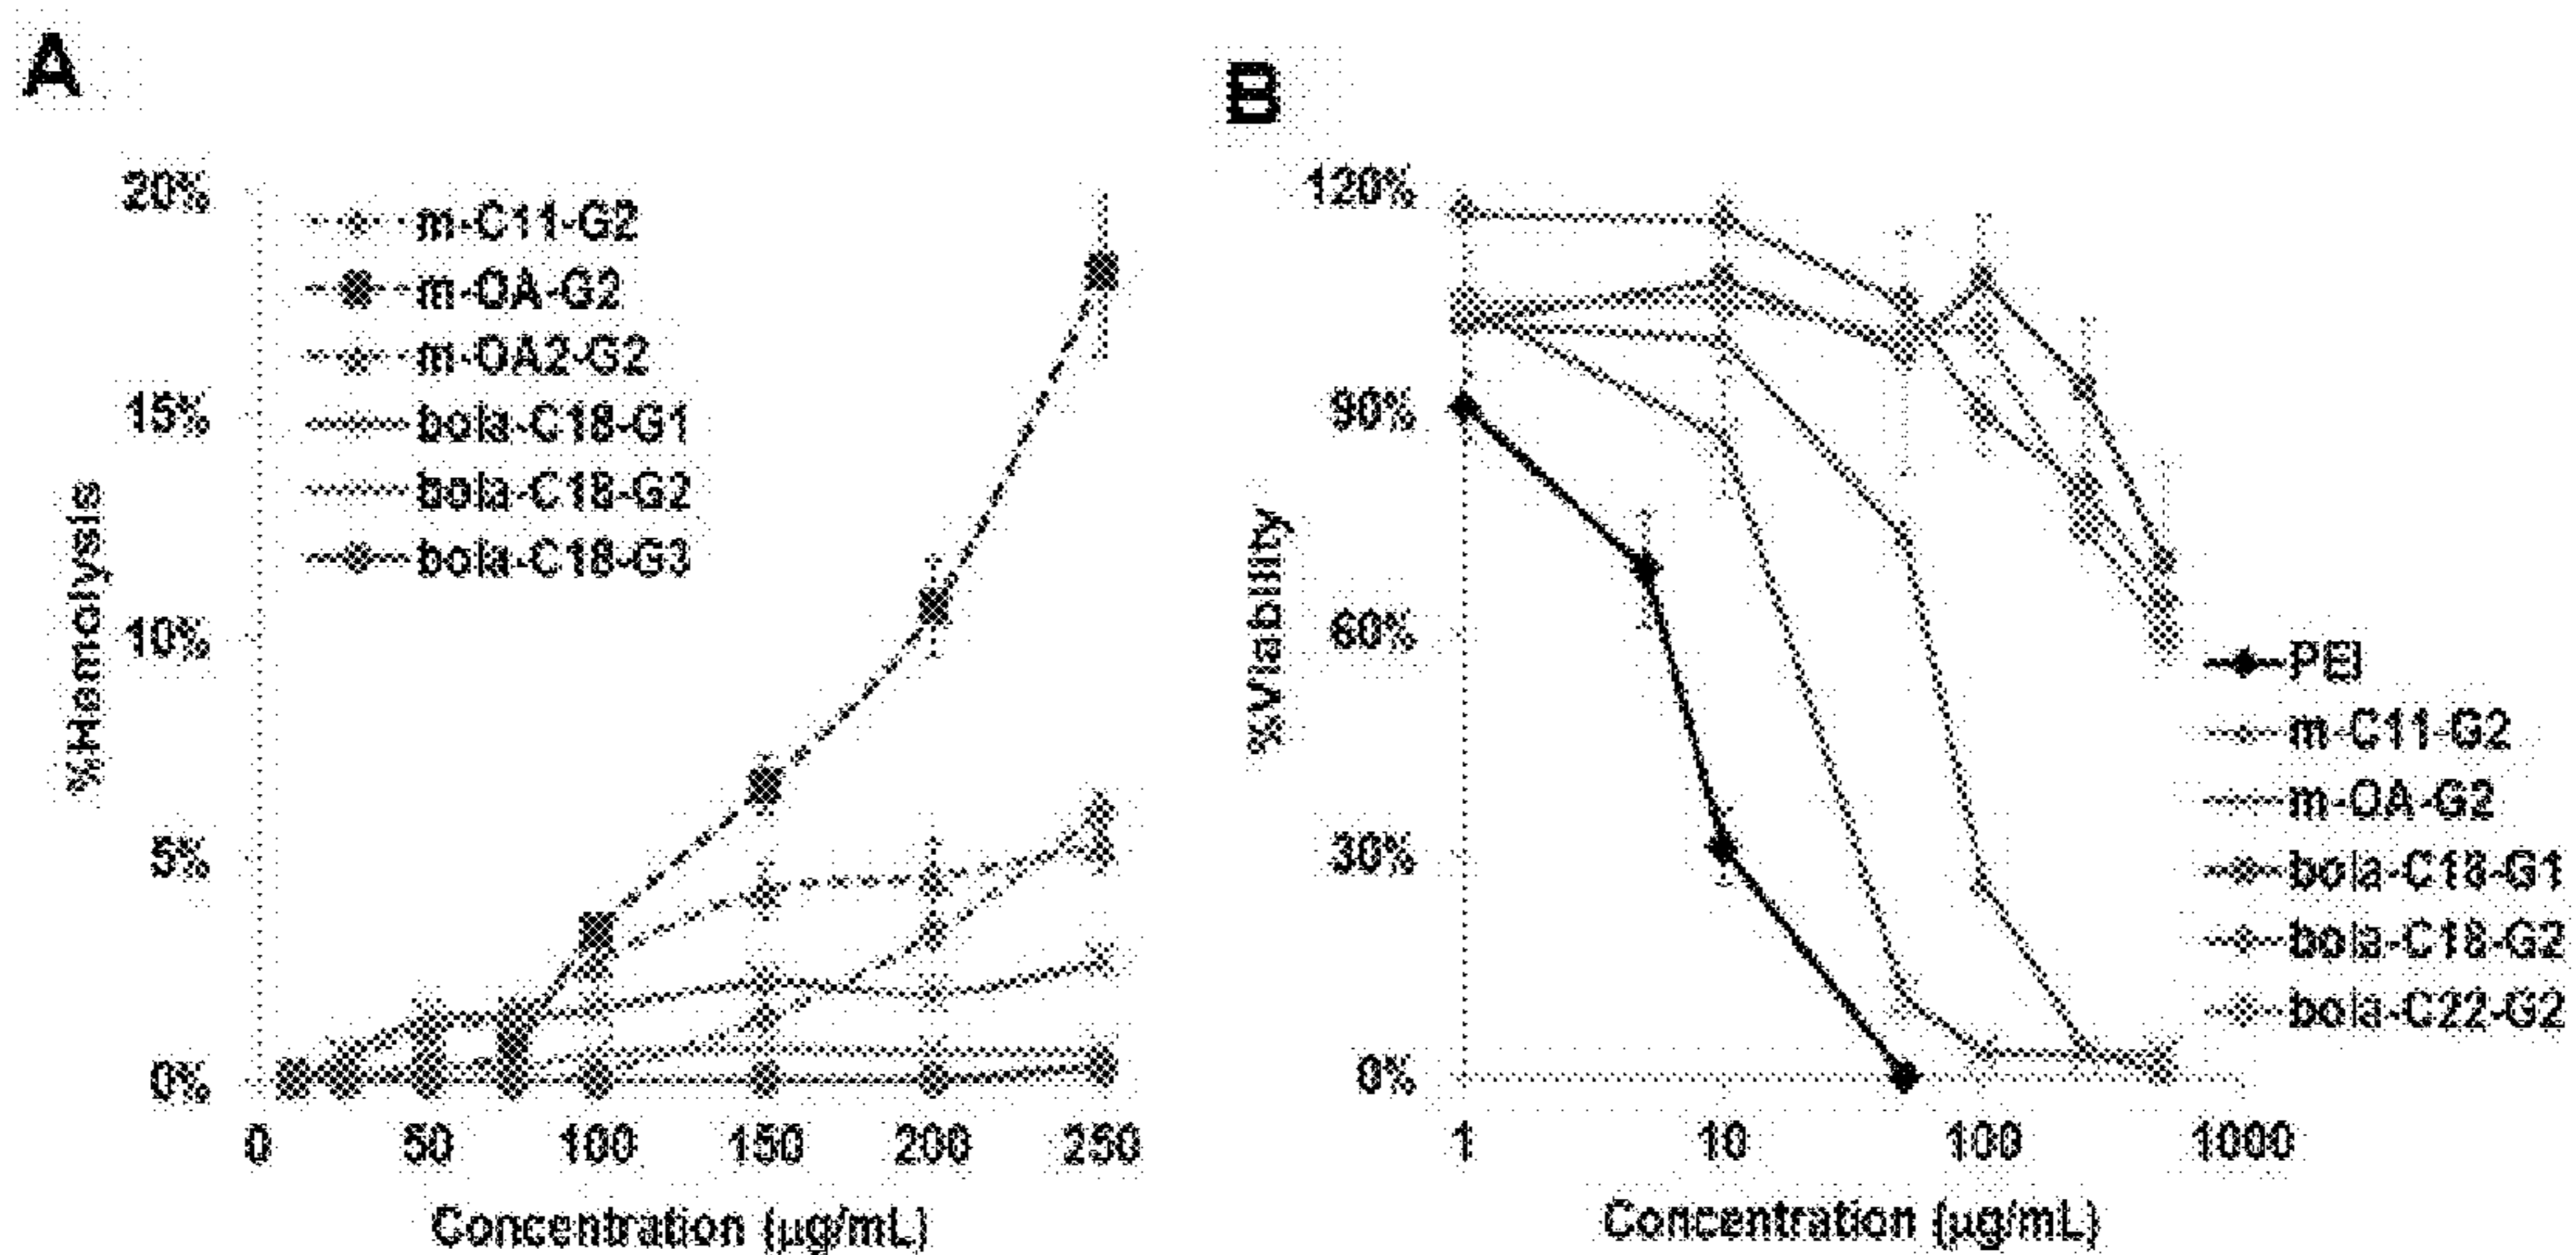 A
20%
15%
10%
5%
0%
%Hemolysis
m-C11-G2
m-OA-G2
m-OA2-G2
bola-C18-G1
bola-C18-G2
bola-C18-G3
0 50 100 150 200 250
Concentration (µg/mL)
B
120%
90%
60%
30%
0%
%Viability
PEI
m-C11-G2
m-OA-G2
bola-C18-G1
bola-C18-G2
bola-C22-G2
1 10 100 1000
Concentration (µg/mL)